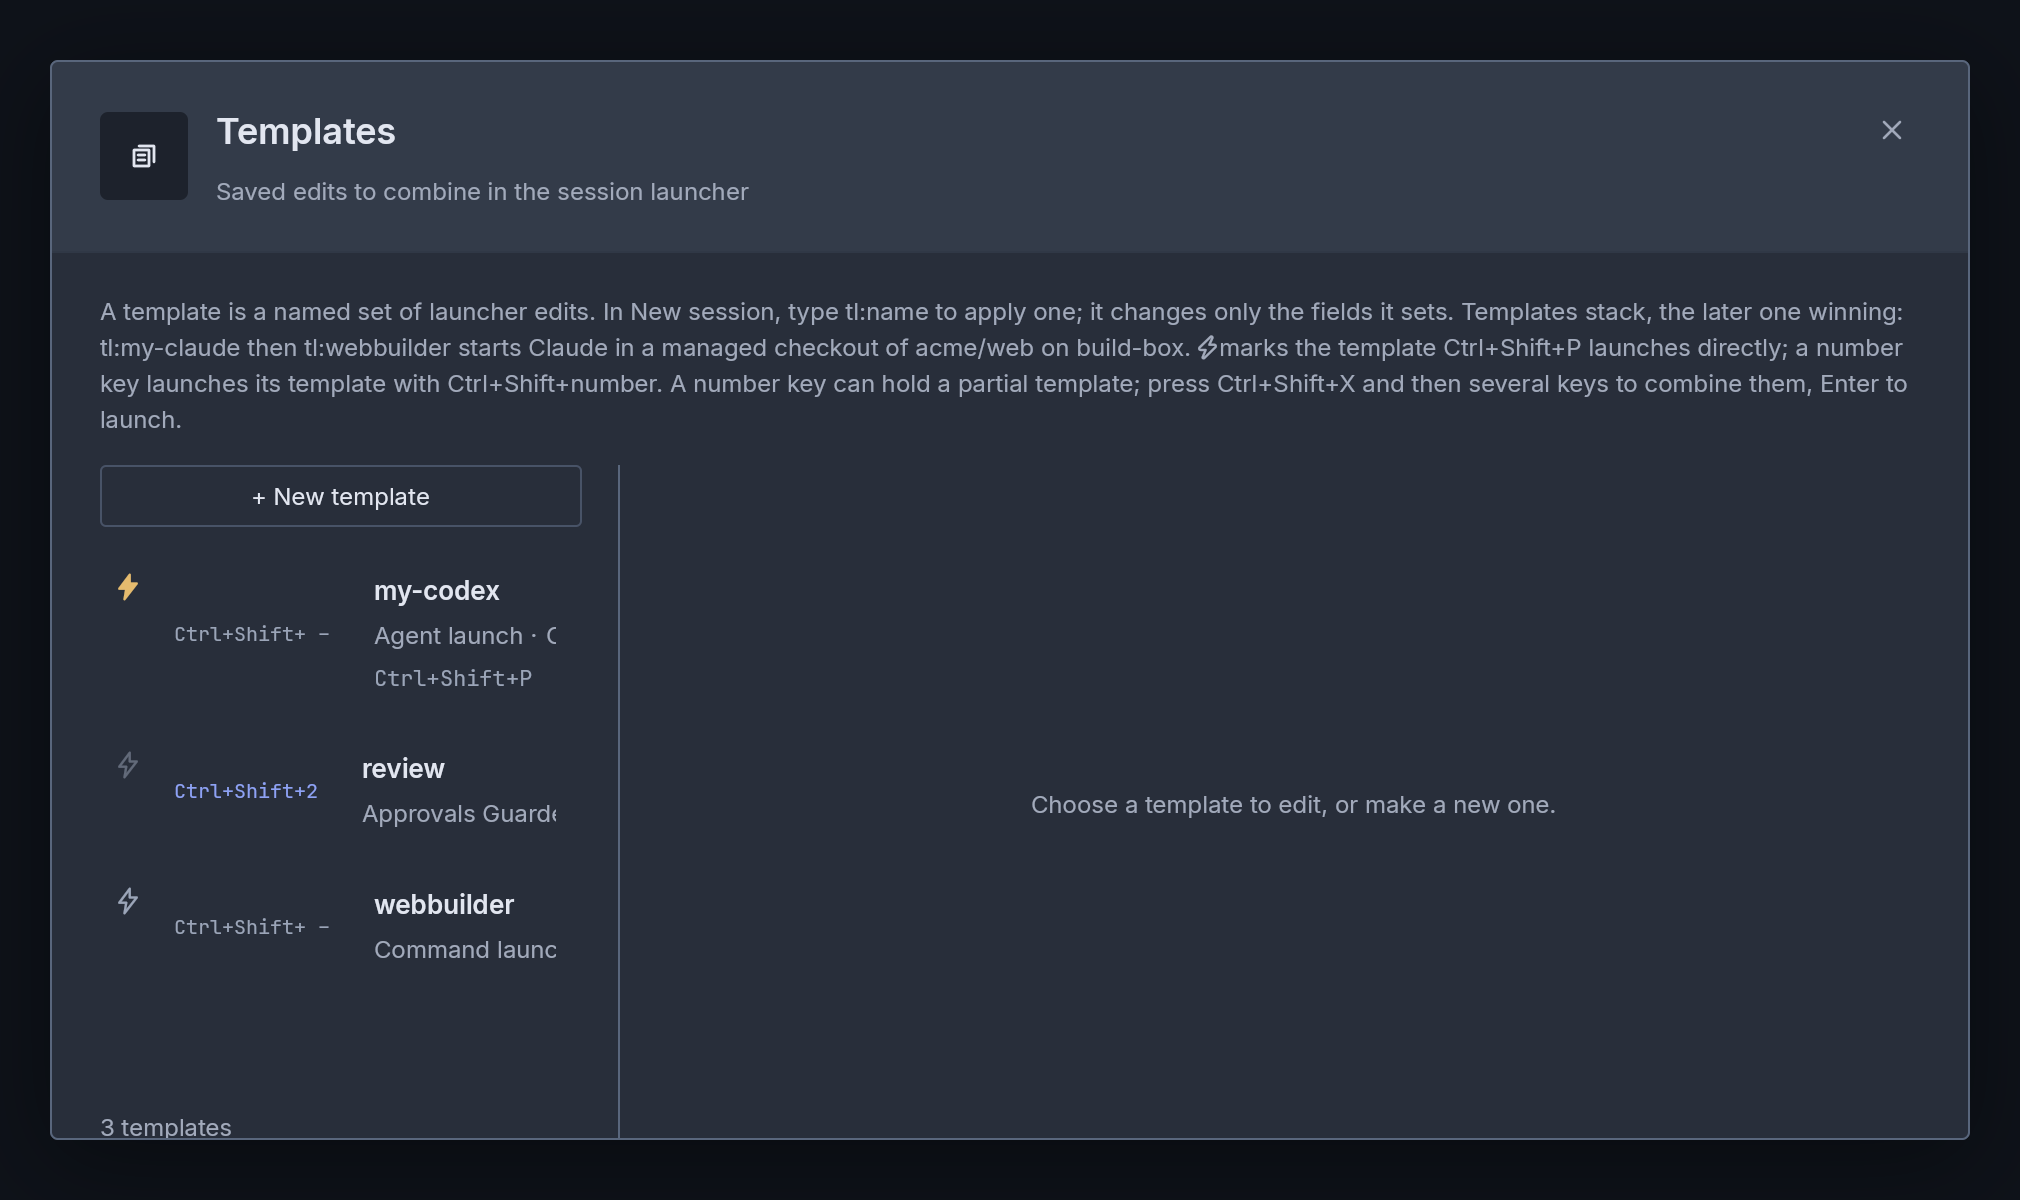 Templates
Saved edits to combine in the session launcher
A template is a named set of launcher edits. In New session, type tl:name to apply one; it changes only the fields it sets. Templates stack, the later one winning:
tl:my-claude then tl:webbuilder starts Claude in a managed checkout of acme/web on build-box. marks the template Ctrl+Shift+P launches directly; a number
key launches its template with Ctrl+Shift+number. A number key can hold a partial template; press Ctrl+Shift+X and then several keys to combine them, Enter to
launch.
+ New template
my-codex
Ctrl+Shift+ –
Agent launch ·
Ctrl+Shift+P
review
Ctrl+Shift+2
Approvals
webbuilder
Ctrl+Shift+ –
Command
Choose a template to edit, or make a new one.
3 templates